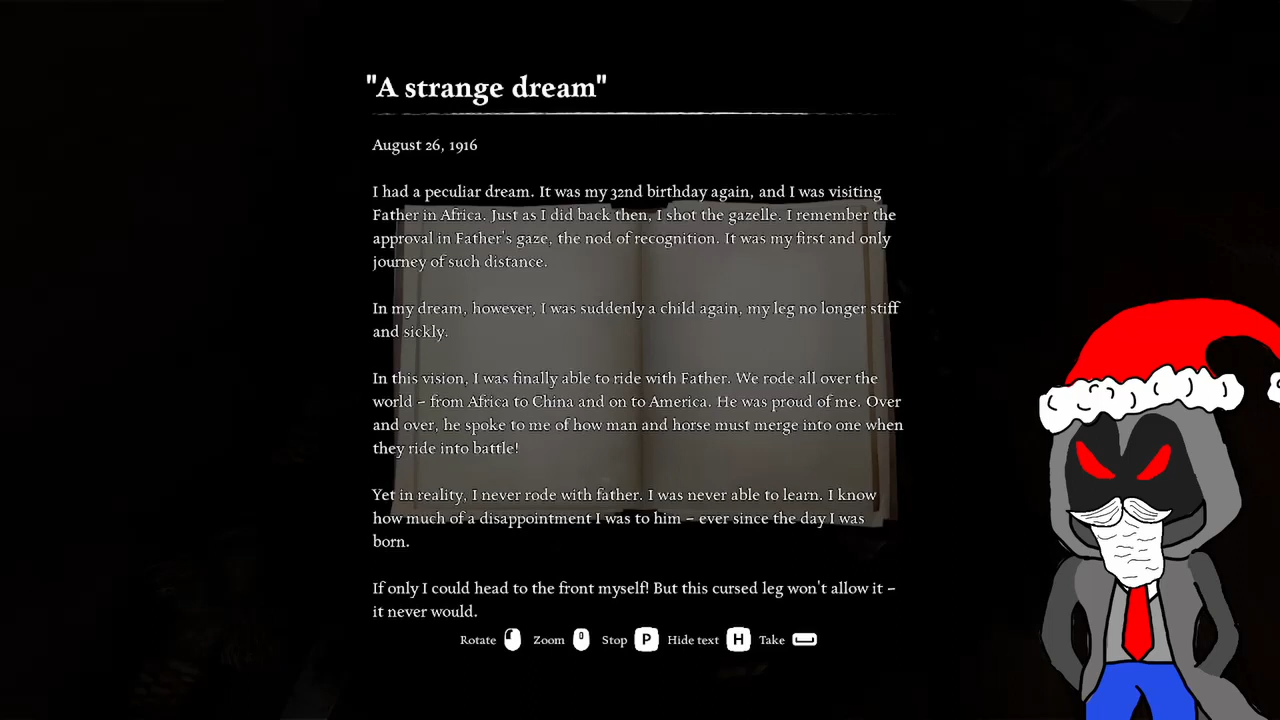 "A strange dream"
August 26, 1916
I had a peculiar dream. It was my 32nd birthday again, and I was visiting
Father in Africa. Just as I did back then, I shot the gazelle. I remember the
approval in Father's gaze, the nod of recognition. It was my first and only
journey of such distance.
In my dream, however, I was suddenly a child again, my leg no longer stiff
and sickly.
In this vision, I was finally able to ride with Father. We rode all over the
world – from Africa to China and on to America. He was proud of me. Over
and over, he spoke to me of how man and horse must merge into one when
they ride into battle!
Yet in reality, I never rode with father. I was never able to learn. I know
how much of a disappointment I was to him – ever since the day I was
born.
If only I could head to the front myself! But this cursed leg won't allow it –
it never would.
Rotate Zoom Stop P Hide text H Take